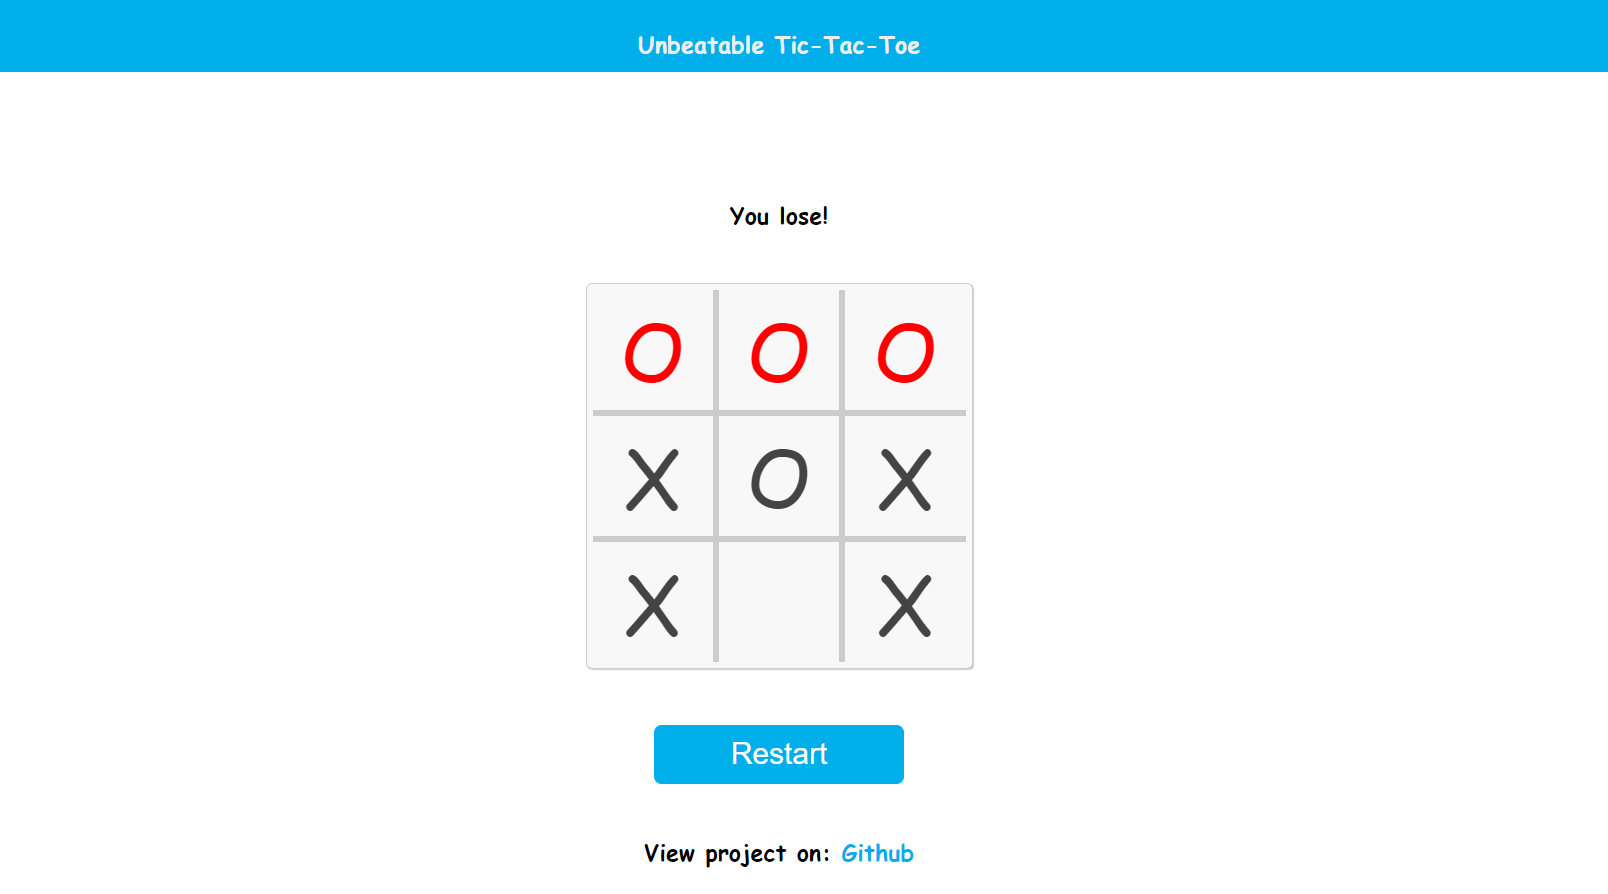 Unbeatable Tic-Tac-Toe
You lose!
O O O
X O X
X X
Restart
View project on: Github